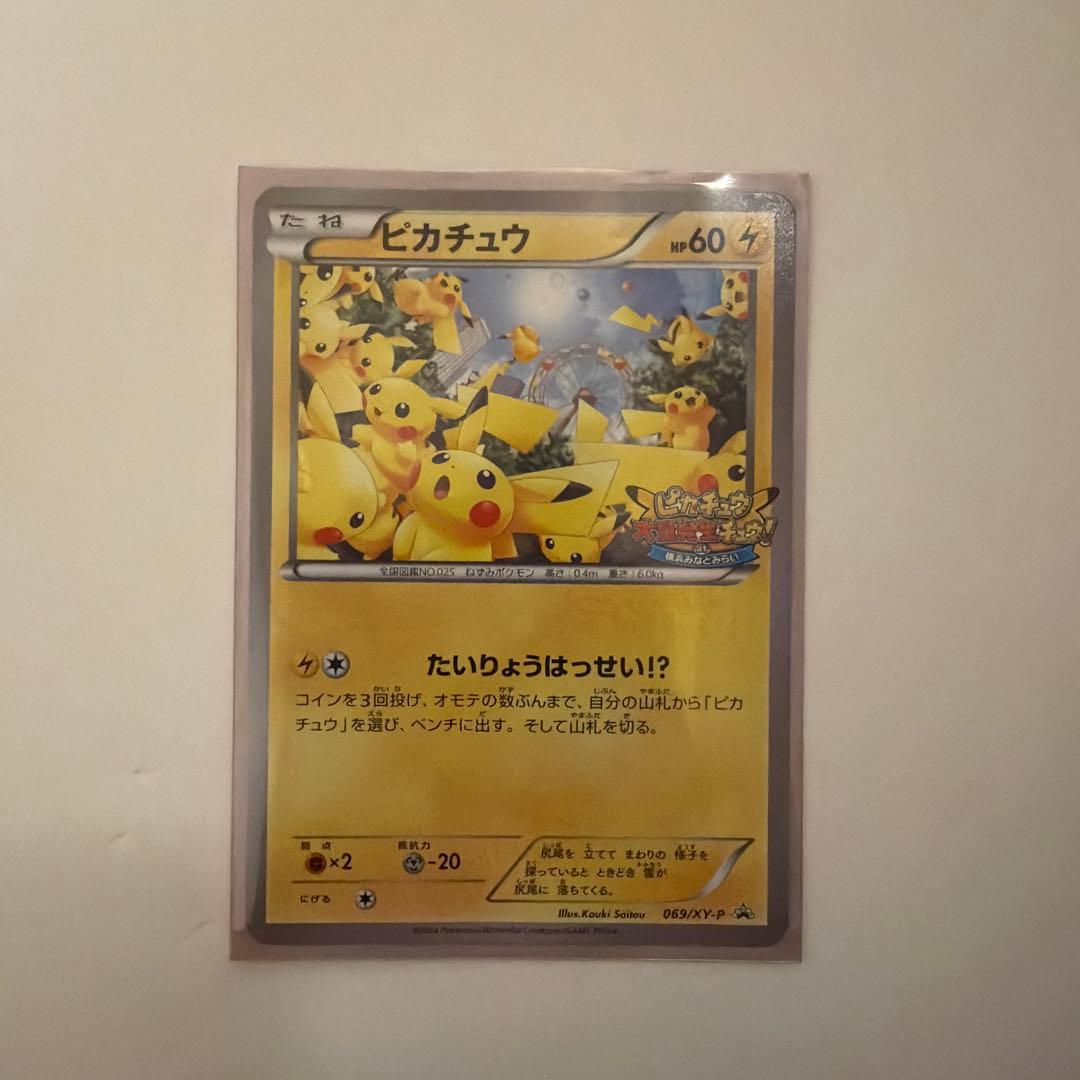 たね
ピカチュウ
HP60
ピカチュウ
大量発生チュウ!
at
横浜みなとみらい
全国図鑑NO.025 ねずみポケモン 高さ:0.4m 重さ:6.0kg
たいりょうはっせい!?
コインを3回投げ、オモテの数ぶんまで、自分の山札から「ピカ
チュウ」を選び、ベンチに出す。そして山札を切る。
弱点
×2
抵抗力
-20
にげる
尻尾を 立てて まわりの 様子を
探っていると ときどき 雷が
尻尾に 落ちてくる。
Illus.Kouki Saitou
069/XY-P
©2014 Pokémon/Nintendo/Creatures/GAME FREAK.